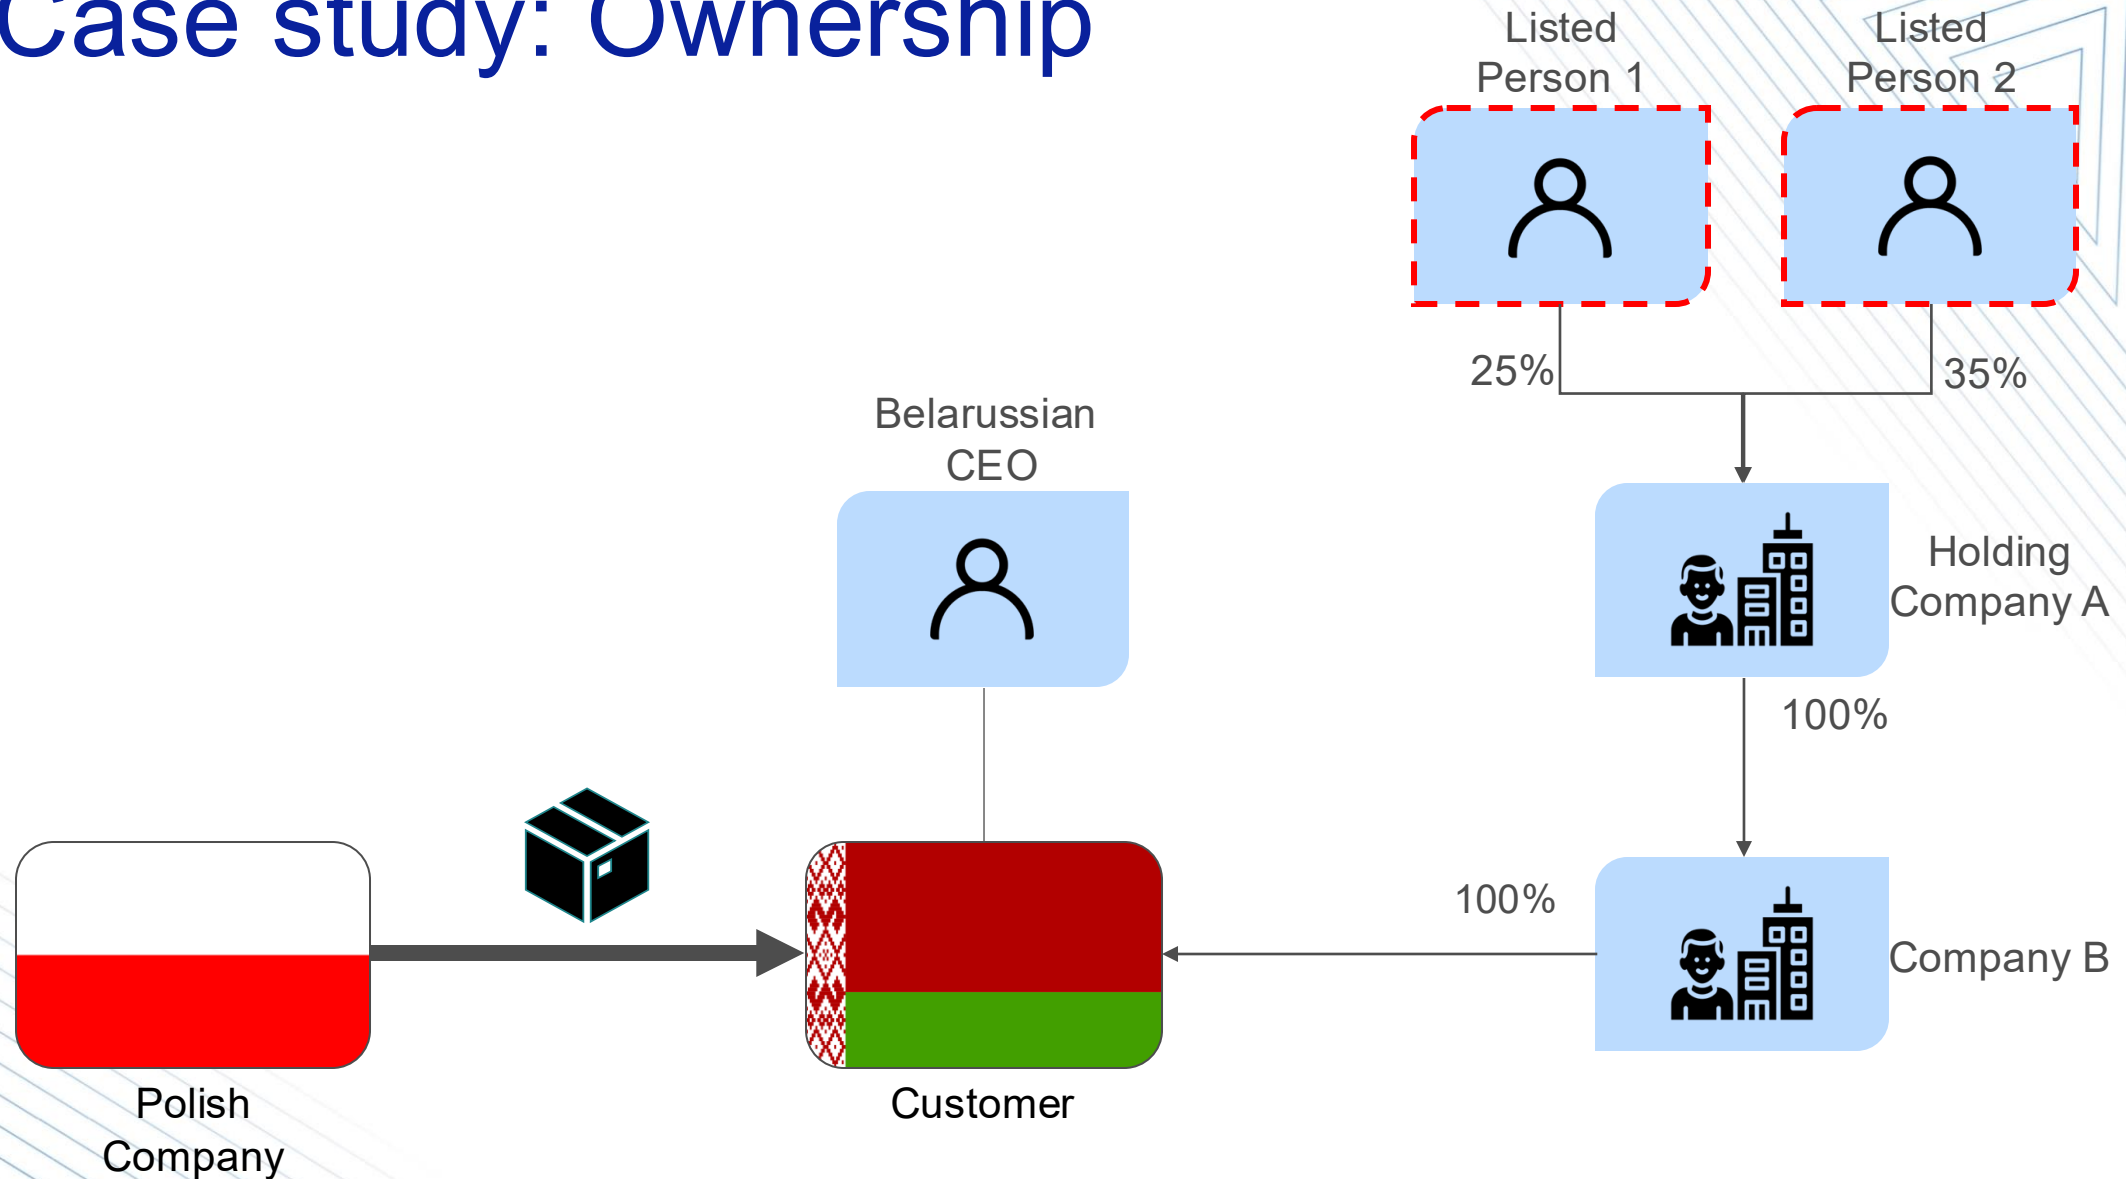 Case study: Ownership
Listed
Person 1
Listed
Person 2
25%
35%
Belarussian
CEO
Holding
Company A
100%
100%
Company B
Polish
Company
Customer